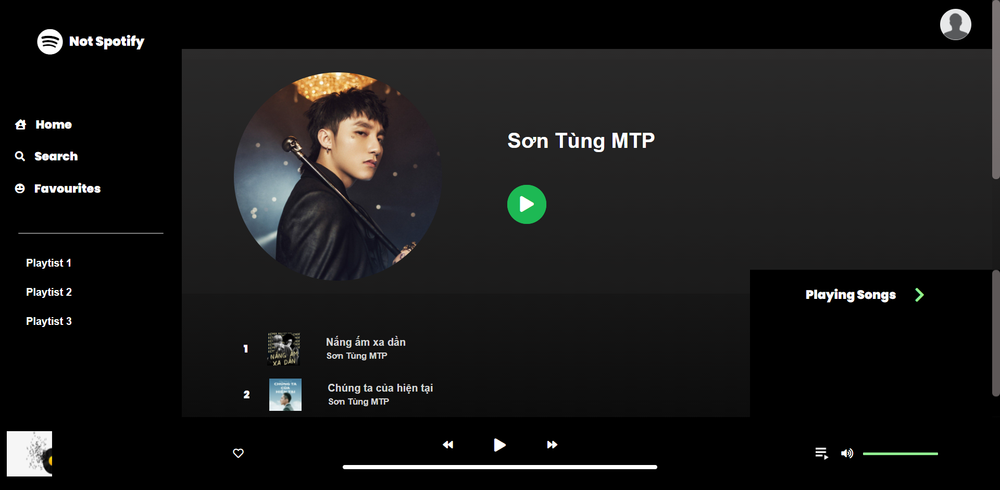 Not Spotify
Home
Search
Favourites
Playtist 1
Playtist 2
Playtist 3
Sơn Tùng MTP
Playing Songs
1
NẮNG ẤM
XA DẦN
Nắng ấm xa dần
Sơn Tùng MTP
2
CHÚNG TA
CỦA
HIỆN TẠI
Chúng ta của hiện tại
Sơn Tùng MTP